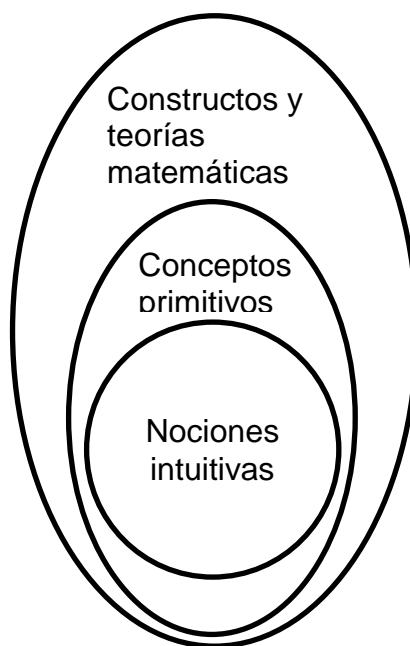 Constructos y
teorías
matemáticas
Conceptos
primitivos
Nociones
intuitivas